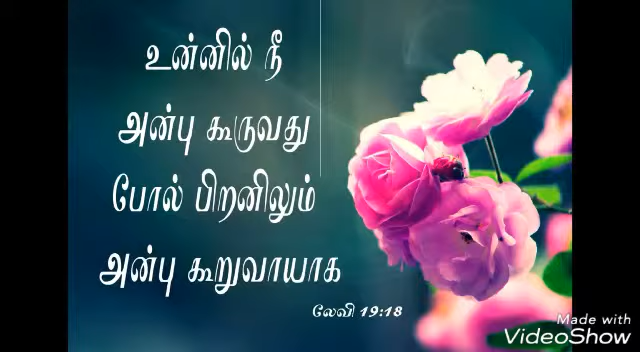 உன்னில் நீ
அன்பு கூருவது
போல் பிறனிலும்
அன்பு கூறுவாயாக
லேவி 19:18
Made with
VideoShow